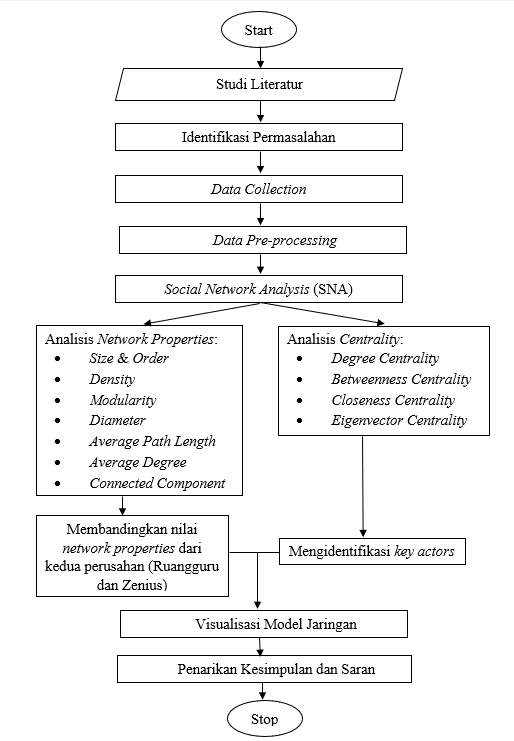 Start
Studi Literatur
Identifikasi Permasalahan
Data Collection
Data Pre-processing
Social Network Analysis (SNA)
Analisis Network Properties:
• Size & Order
• Density
• Modularity
• Diameter
• Average Path Length
• Average Degree
• Connected Component
Analisis Centrality:
• Degree Centrality
• Betweenness Centrality
• Closeness Centrality
• Eigenvector Centrality
Membandingkan nilai
network properties dari
kedua perusahan (Ruangguru
dan Zenius)
Mengidentifikasi key actors
Visualisasi Model Jaringan
Penarikan Kesimpulan dan Saran
Stop